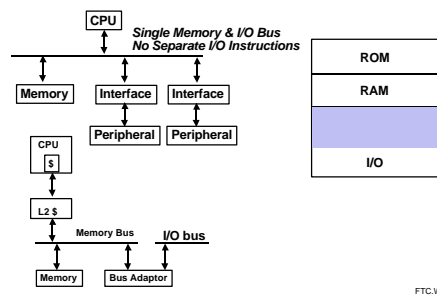 CPU
Single Memory & I/O Bus
No Separate I/O Instructions
Memory
Interface
Interface
Peripheral
Peripheral
CPU
$
L2 $
Memory Bus
I/O bus
Memory
Bus Adaptor
ROM
RAM
I/O